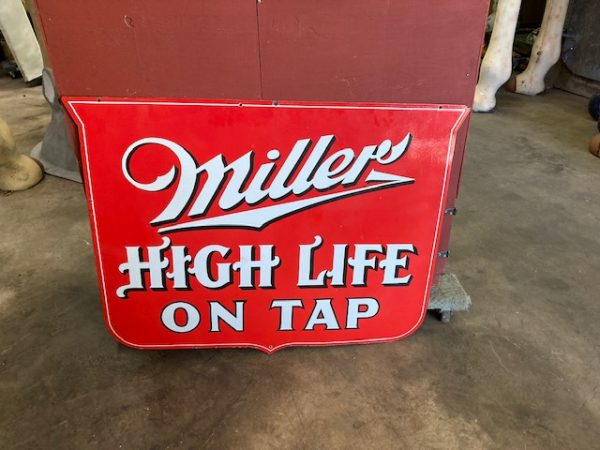 Miller
HIGH LIFE
ON TAP